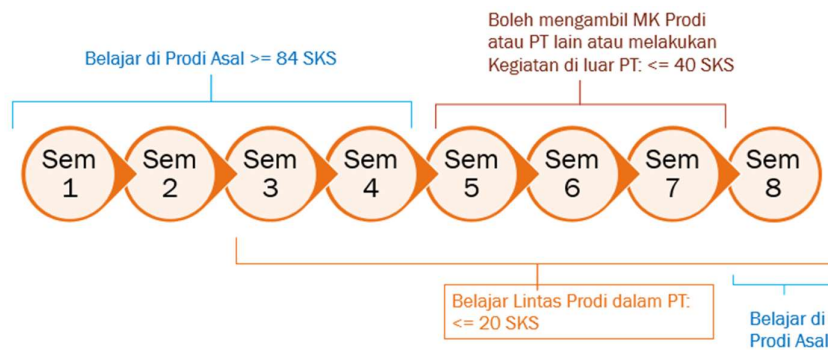 Boleh mengambil MK Prodi
atau PT lain atau melakukan
Kegiatan di luar PT: <= 40 SKS
Belajar di Prodi Asal >= 84 SKS
Sem
1
Sem
2
Sem
3
Sem
4
Sem
5
Sem
6
Sem
7
Sem
8
Belajar Lintas Prodi dalam PT:
<= 20 SKS
Belajar di
Prodi Asal